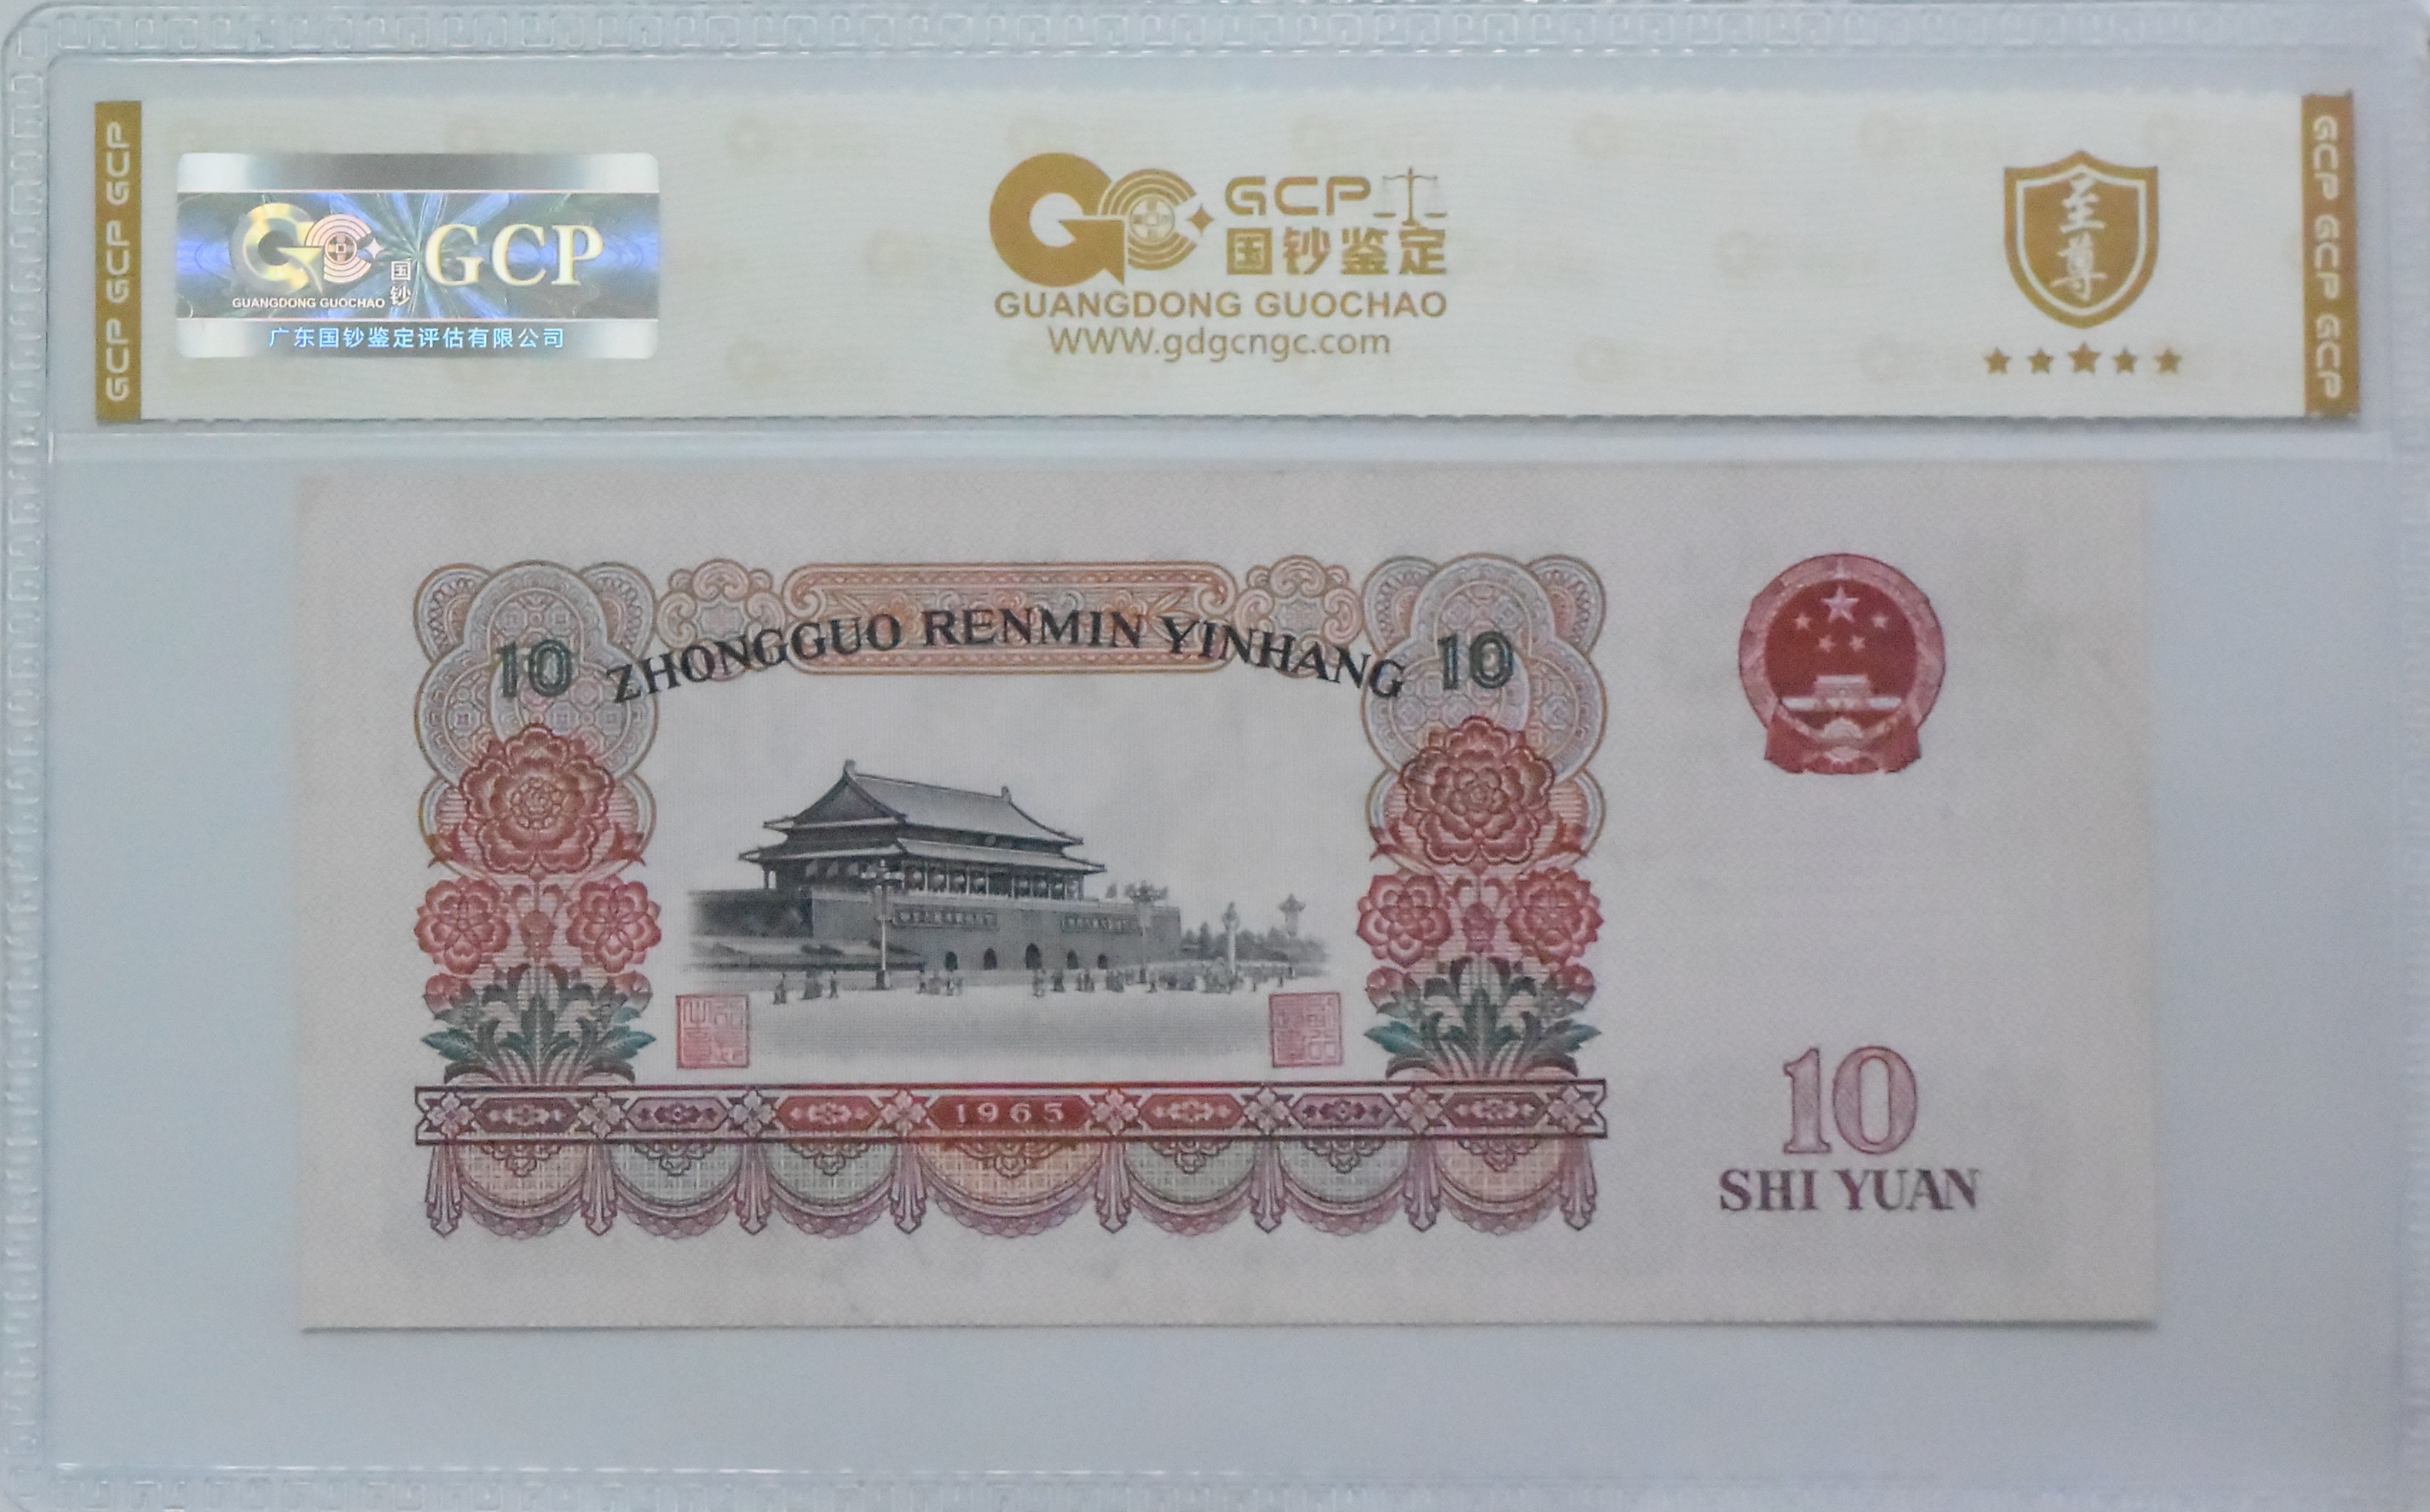 GCP GCP GCP
GCP
国钞
GUANGDONG GUOCHAO
广东国钞鉴定评估有限公司
GCP
国钞鉴定
GUANGDONG GUOCHAO
WWW.gdgcngc.com
至尊
GCP GCP GCP
ZHONGGUO RENMIN YINHANG
10
10
1965
10
SHI YUAN